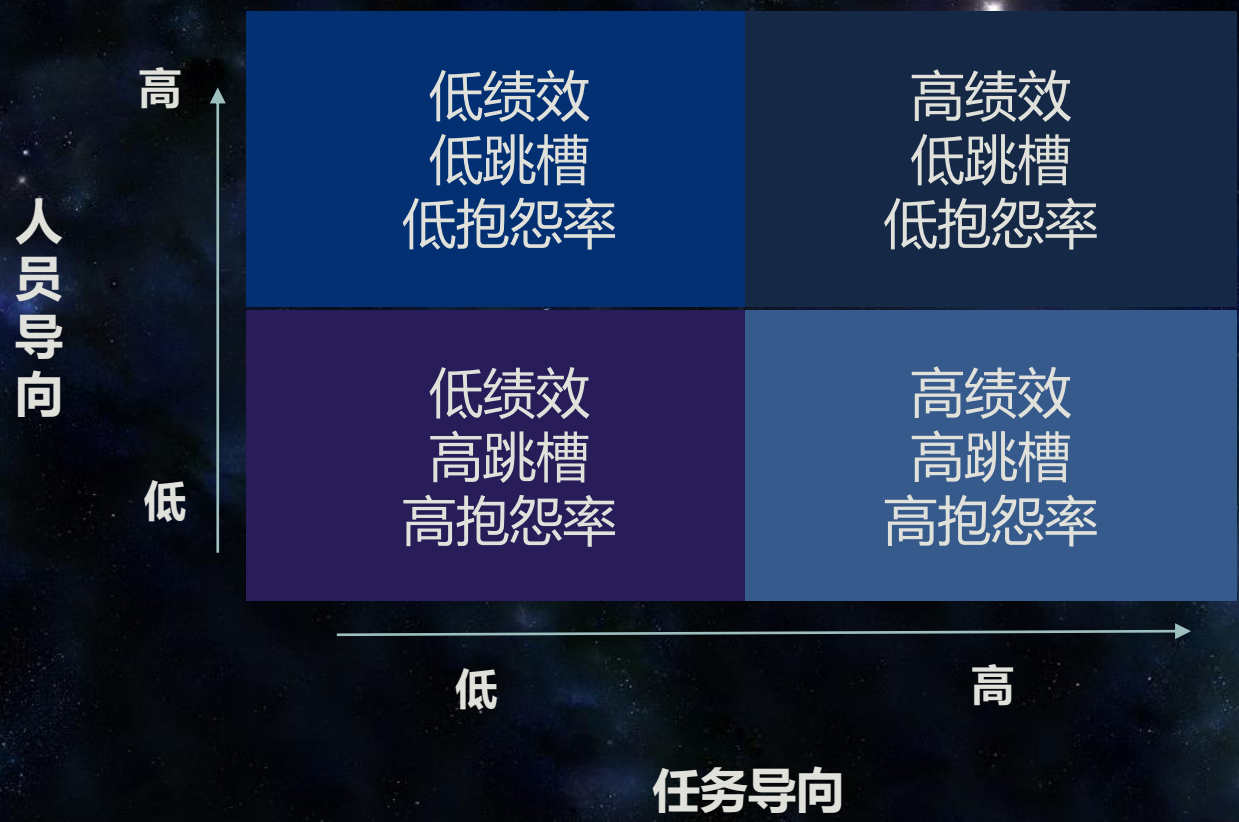 高
人员导向
低
低绩效
低跳槽
低抱怨率
高绩效
低跳槽
低抱怨率
低绩效
高跳槽
高抱怨率
高绩效
高跳槽
高抱怨率
低
高
任务导向